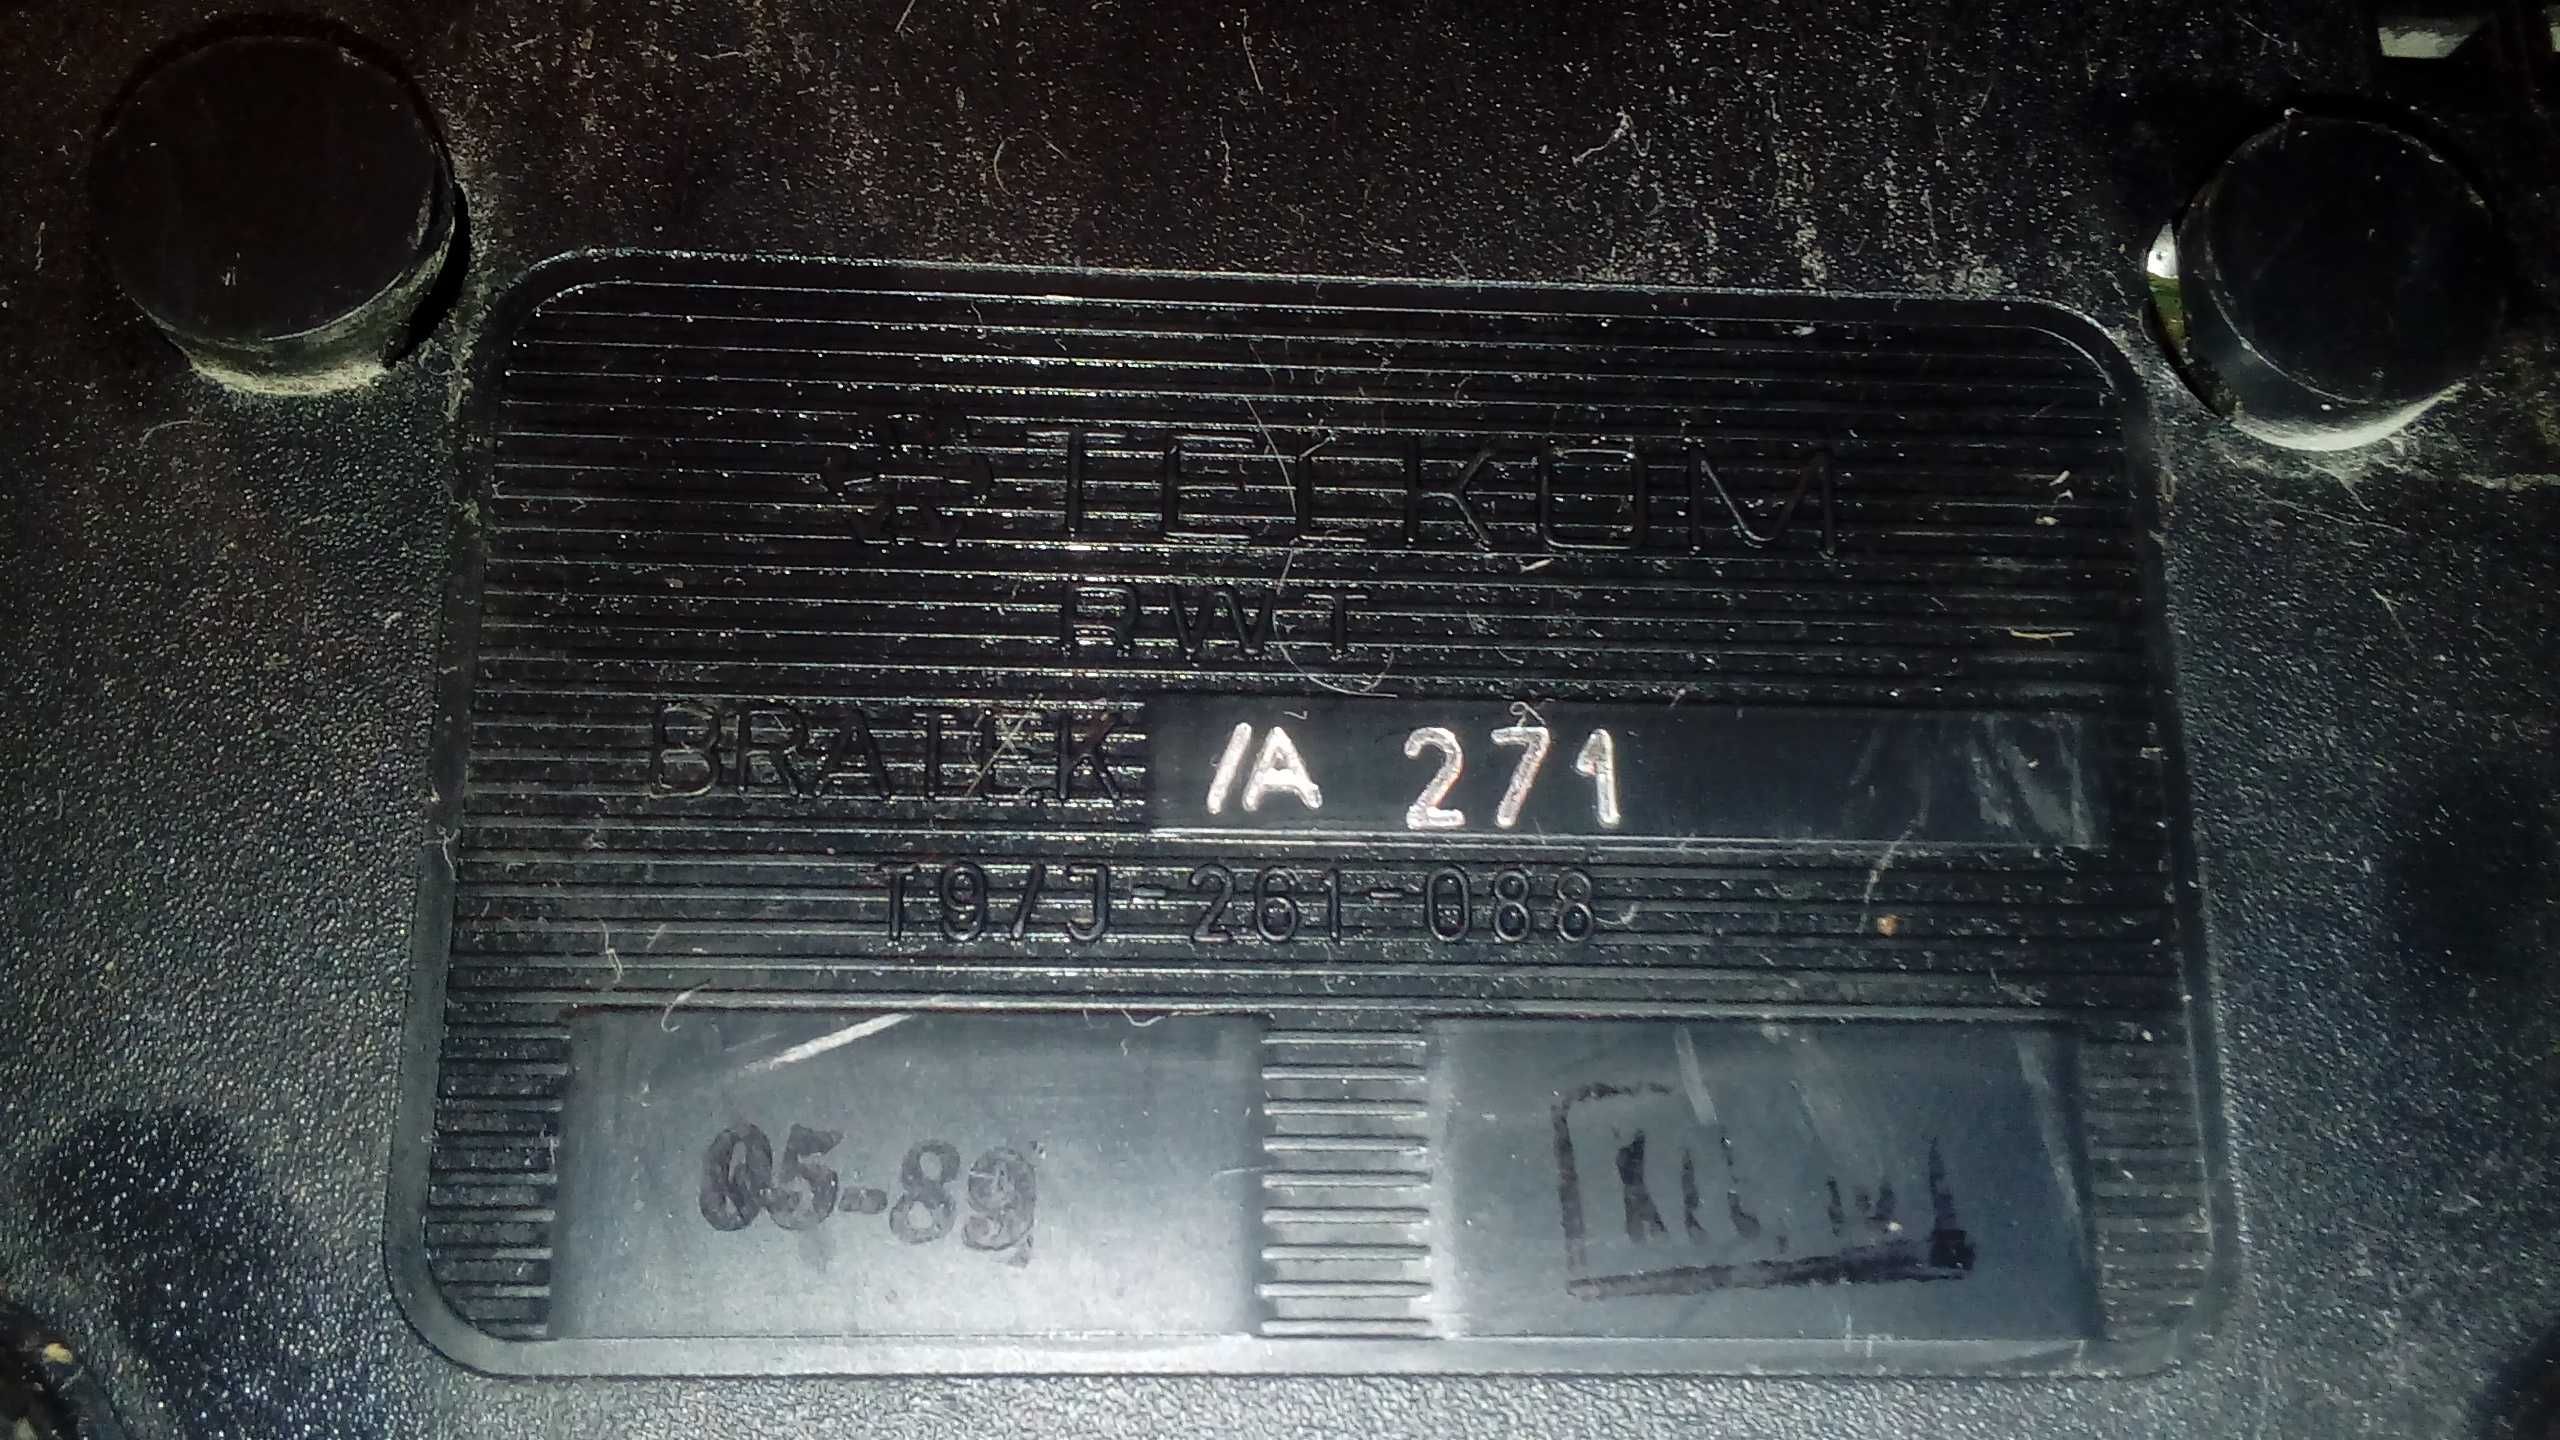 TELKOM
RWT
BRATEK /A 271
T9/J-261-088
05-89